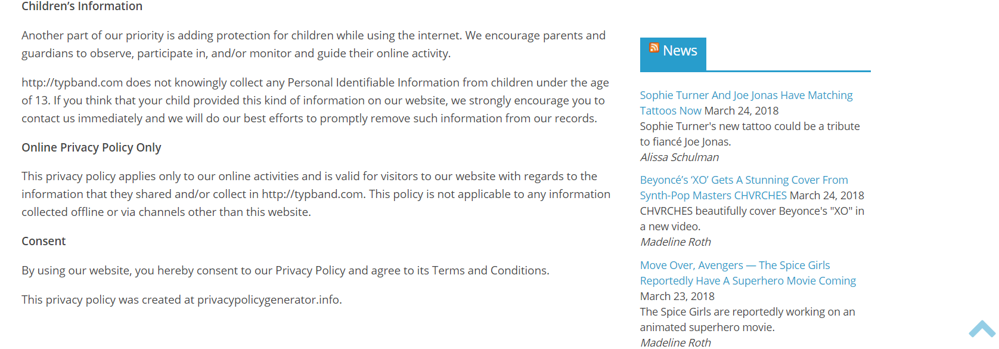 Children’s Information
Another part of our priority is adding protection for children while using the internet. We encourage parents and
guardians to observe, participate in, and/or monitor and guide their online activity.
http://typband.com does not knowingly collect any Personal Identifiable Information from children under the age
of 13. If you think that your child provided this kind of information on our website, we strongly encourage you to
contact us immediately and we will do our best efforts to promptly remove such information from our records.
Online Privacy Policy Only
This privacy policy applies only to our online activities and is valid for visitors to our website with regards to the
information that they shared and/or collect in http://typband.com. This policy is not applicable to any information
collected offline or via channels other than this website.
Consent
By using our website, you hereby consent to our Privacy Policy and agree to its Terms and Conditions.
This privacy policy was created at privacypolicygenerator.info.
News
Sophie Turner And Joe Jonas Have Matching
Tattoos Now March 24, 2018
Sophie Turner's new tattoo could be a tribute
to fiancé Joe Jonas.
Alissa Schulman
Beyoncé’s ‘XO’ Gets A Stunning Cover From
Synth-Pop Masters CHVRCHES March 24, 2018
CHVRCHES beautifully cover Beyonce's "XO" in
a new video.
Madeline Roth
Move Over, Avengers — The Spice Girls
Reportedly Have A Superhero Movie Coming
March 23, 2018
The Spice Girls are reportedly working on an
animated superhero movie.
Madeline Roth